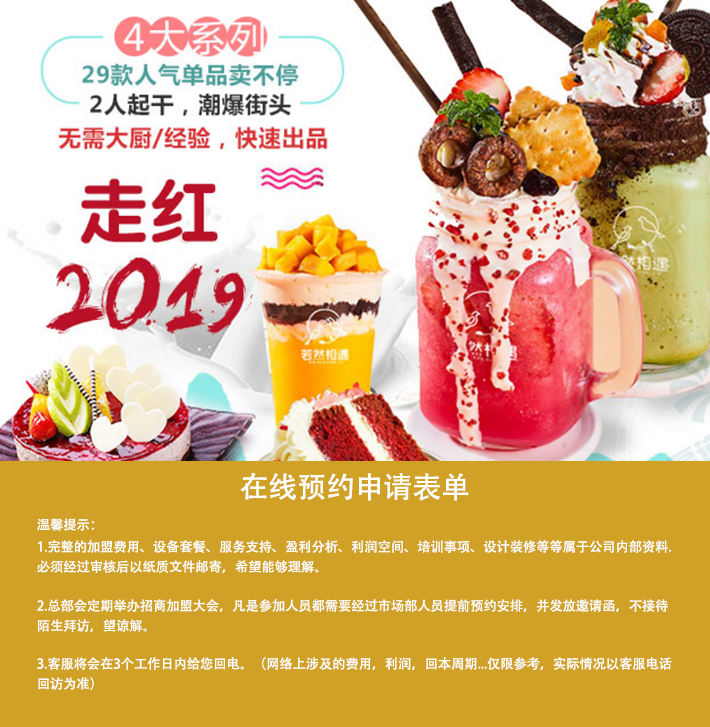 4大系列
29款人气单品卖不停
2人起干，潮爆街头
无需大厨/经验，快速出品
走红
2019
若然相遇
然相遇
然相遇
在线预约申请表单
温馨提示：
1.完整的加盟费用、设备套餐、服务支持、盈利分析、利润空间、培训事项、设计装修等等属于公司内部资料.
必须经过审核后以纸质文件邮寄，希望能够理解。
2.总部会定期举办招商加盟大会，凡是参加人员都需要经过市场部人员提前预约安排，并发放邀请函，不接待
陌生拜访，望谅解。
3.客服将会在3个工作日内给您回电。（网络上涉及的费用，利润，回本周期...仅限参考，实际情况以客服电话
回访为准）